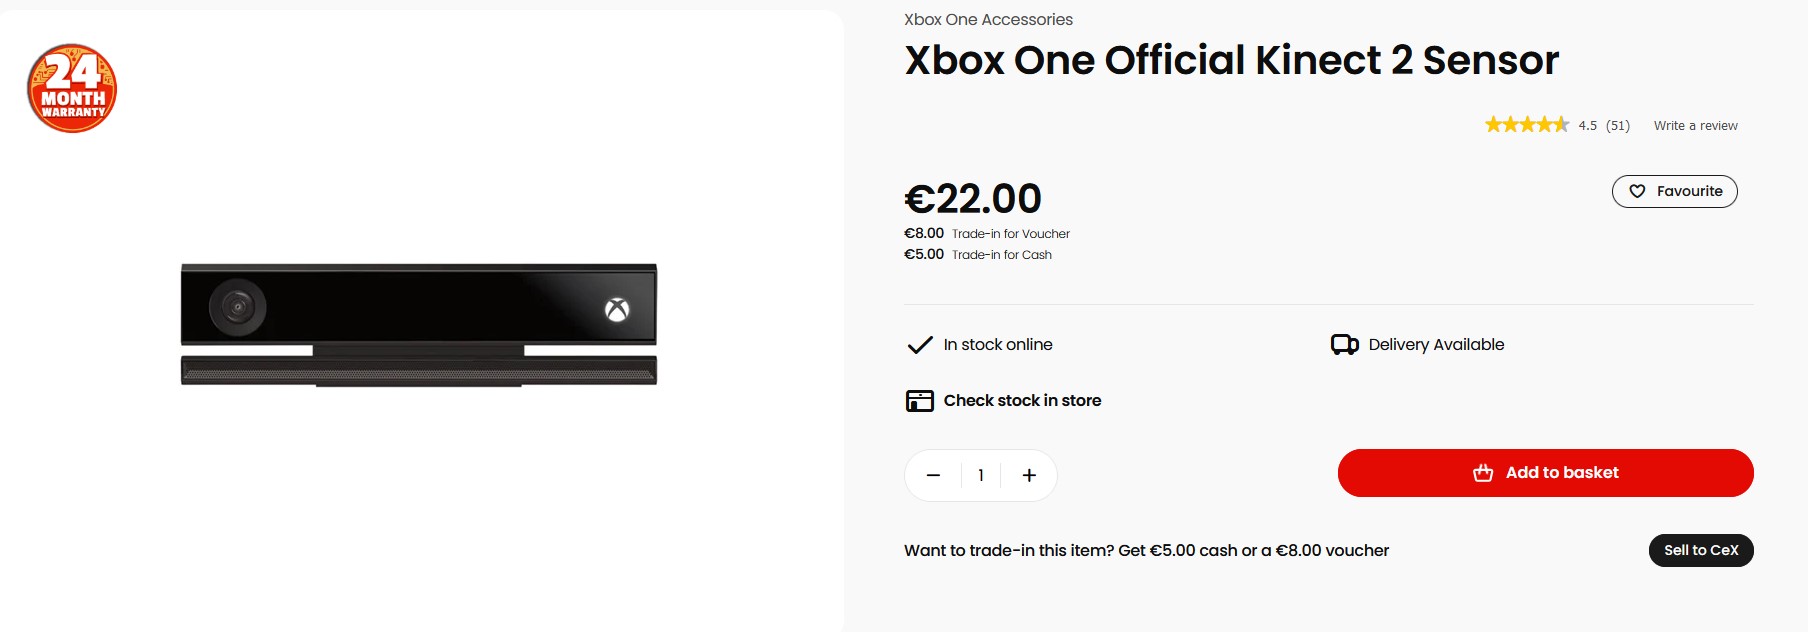 24
MONTH
WARRANTY
Xbox One Accessories
Xbox One Official Kinect 2 Sensor
4.5 (51) Write a review
€22.00
Favourite
€8.00 Trade-in for Voucher
€5.00 Trade-in for Cash
In stock online
Delivery Available
Check stock in store
− 1 +
Add to basket
Want to trade-in this item? Get €5.00 cash or a €8.00 voucher
Sell to CeX